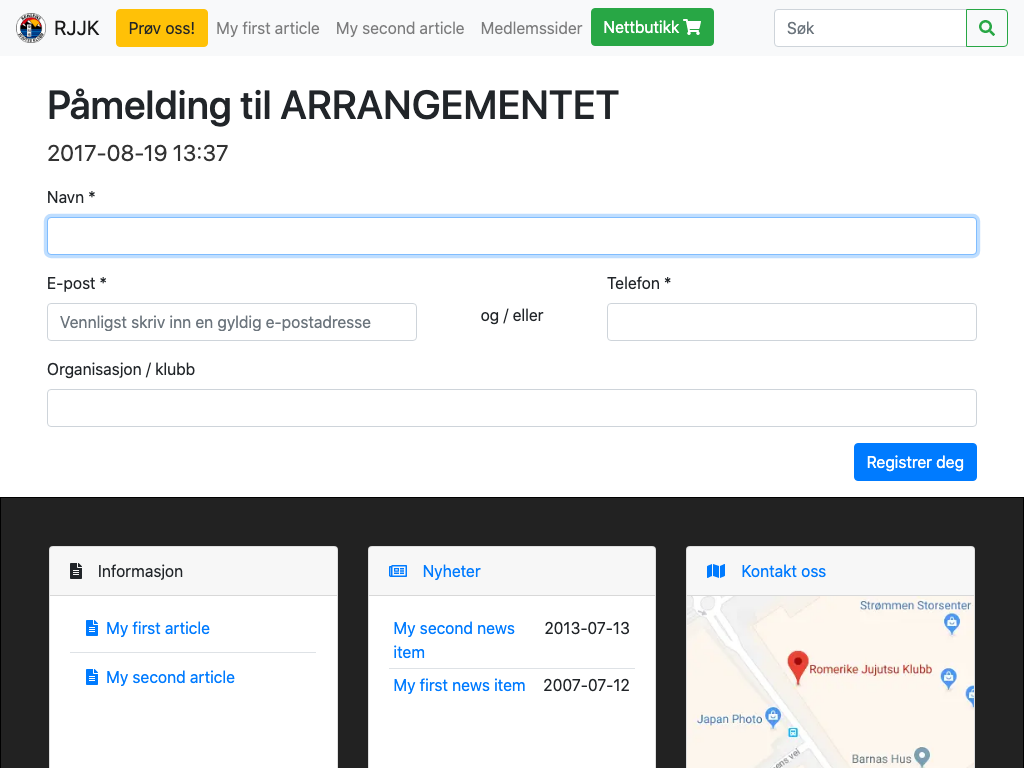 RJJK
Prøv oss!
My first article
My second article
Medlemssider
Nettbutikk
Søk
Påmelding til ARRANGEMENTET
2017-08-19 13:37
Navn *
E-post *
Telefon *
Vennligst skriv inn en gyldig e-postadresse
og / eller
Organisasjon / klubb
Registrer deg
Informasjon
My first article
My second article
Nyheter
My second news item
2013-07-13
My first news item
2007-07-12
Kontakt oss
Strømmen Storsenter
Romerike Jujutsu Klubb
Japan Photo
Barnas Hus